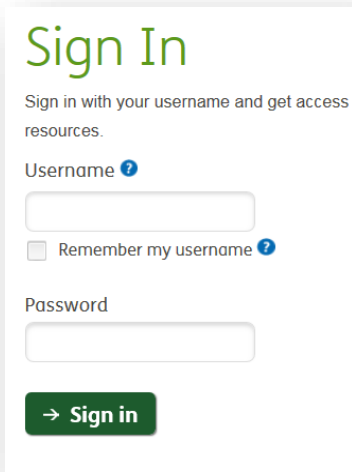 Sign In
Sign in with your username and get access
resources.
Username ?
Remember my username ?
Password
→ Sign in